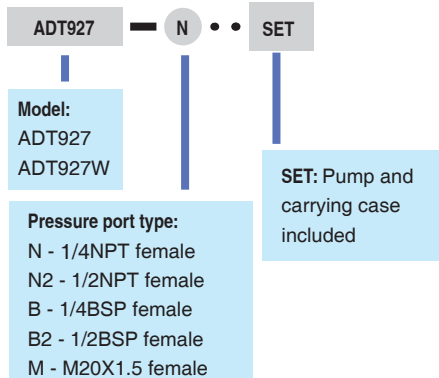 ADT927 — N • • SET
Model:
ADT927
ADT927W
Pressure port type:
N - 1/4NPT female
N2 - 1/2NPT female
B - 1/4BSP female
B2 - 1/2BSP female
M - M20X1.5 female
SET: Pump and
carrying case
included